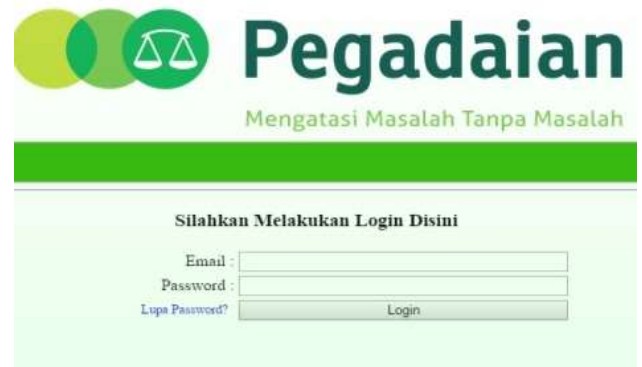 Pegadaian
Mengatasi Masalah Tanpa Masalah
Silahkan Melakukan Login Disini
Email :
Password :
Lupa Password? Login